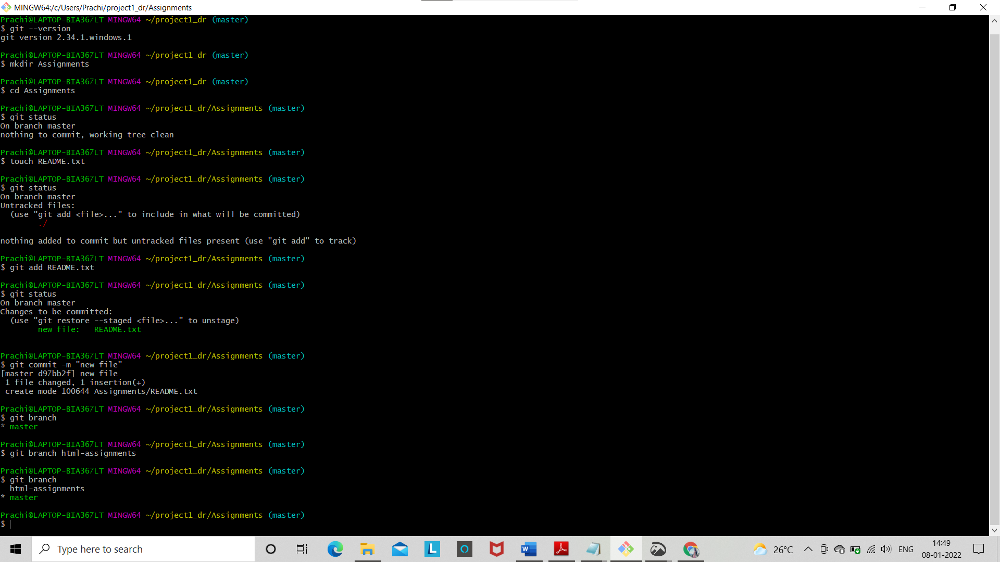 MINGW64:/c/Users/Prachi/project1_dr/Assignments
Prachi@LAPTOP-BIA367LT MINGW64 ~/project1_dr (master)
$ git --version
git version 2.34.1.windows.1
Prachi@LAPTOP-BIA367LT MINGW64 ~/project1_dr (master)
$ mkdir Assignments
Prachi@LAPTOP-BIA367LT MINGW64 ~/project1_dr (master)
$ cd Assignments
Prachi@LAPTOP-BIA367LT MINGW64 ~/project1_dr/Assignments (master)
$ git status
On branch master
nothing to commit, working tree clean
Prachi@LAPTOP-BIA367LT MINGW64 ~/project1_dr/Assignments (master)
$ touch README.txt
Prachi@LAPTOP-BIA367LT MINGW64 ~/project1_dr/Assignments (master)
$ git status
On branch master
Untracked files:
  (use "git add <file>..." to include in what will be committed)
        ./
nothing added to commit but untracked files present (use "git add" to track)
Prachi@LAPTOP-BIA367LT MINGW64 ~/project1_dr/Assignments (master)
$ git add README.txt
Prachi@LAPTOP-BIA367LT MINGW64 ~/project1_dr/Assignments (master)
$ git status
On branch master
Changes to be committed:
  (use "git restore --staged <file>..." to unstage)
        new file:   README.txt
Prachi@LAPTOP-BIA367LT MINGW64 ~/project1_dr/Assignments (master)
$ git commit -m "new file"
[master d97bb2f] new file
 1 file changed, 1 insertion(+)
 create mode 100644 Assignments/README.txt
Prachi@LAPTOP-BIA367LT MINGW64 ~/project1_dr/Assignments (master)
$ git branch
* master
Prachi@LAPTOP-BIA367LT MINGW64 ~/project1_dr/Assignments (master)
$ git branch html-assignments
Prachi@LAPTOP-BIA367LT MINGW64 ~/project1_dr/Assignments (master)
$ git branch
  html-assignments
* master
Prachi@LAPTOP-BIA367LT MINGW64 ~/project1_dr/Assignments (master)
$
Type here to search
26°C
ENG
14:49
08-01-2022